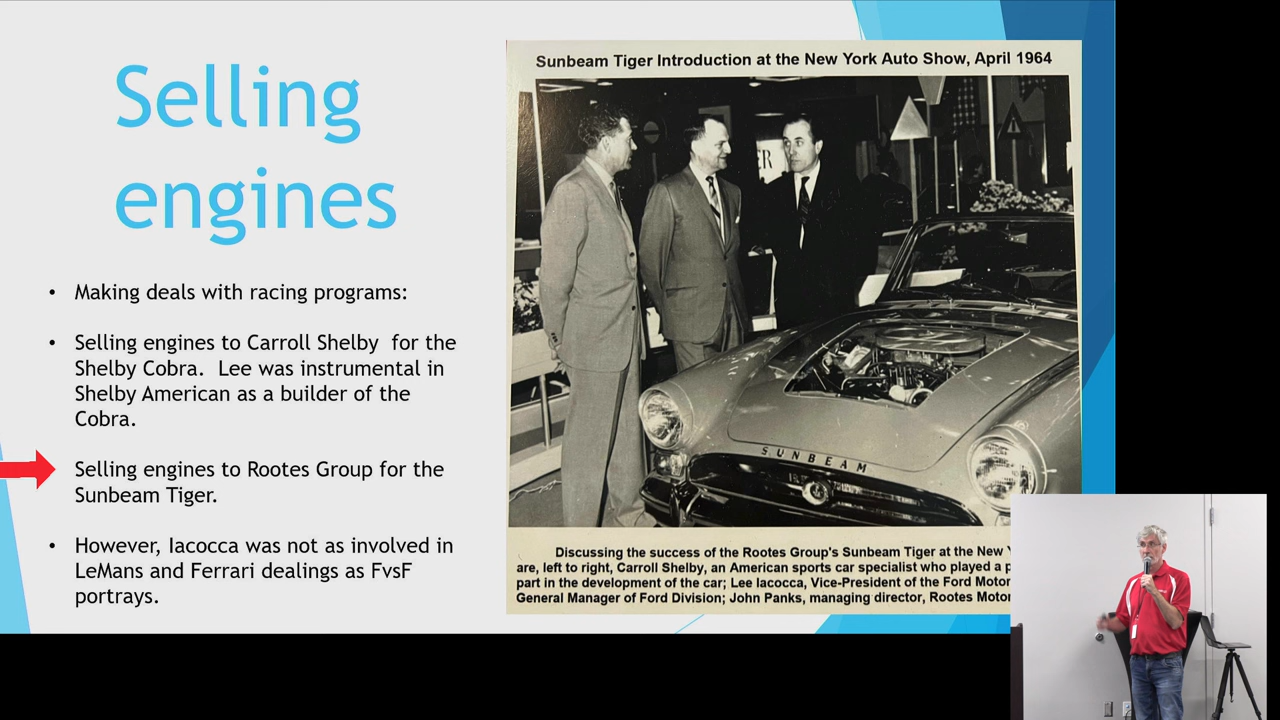 Selling
engines
• Making deals with racing programs:
• Selling engines to Carroll Shelby  for the
Shelby Cobra.  Lee was instrumental in
Shelby American as a builder of the
Cobra.
• Selling engines to Rootes Group for the
Sunbeam Tiger.
• However, Iacocca was not as involved in
LeMans and Ferrari dealings as FvsF
portrays.
Sunbeam Tiger Introduction at the New York Auto Show, April 1964
ER
SUNBEAM
Discussing the success of the Rootes Group's Sunbeam Tiger at the New
are, left to right, Carroll Shelby, an American sports car specialist who played a
part in the development of the car; Lee Iacocca, Vice-President of the Ford Motor
General Manager of Ford Division; John Panks, managing director, Rootes Motor